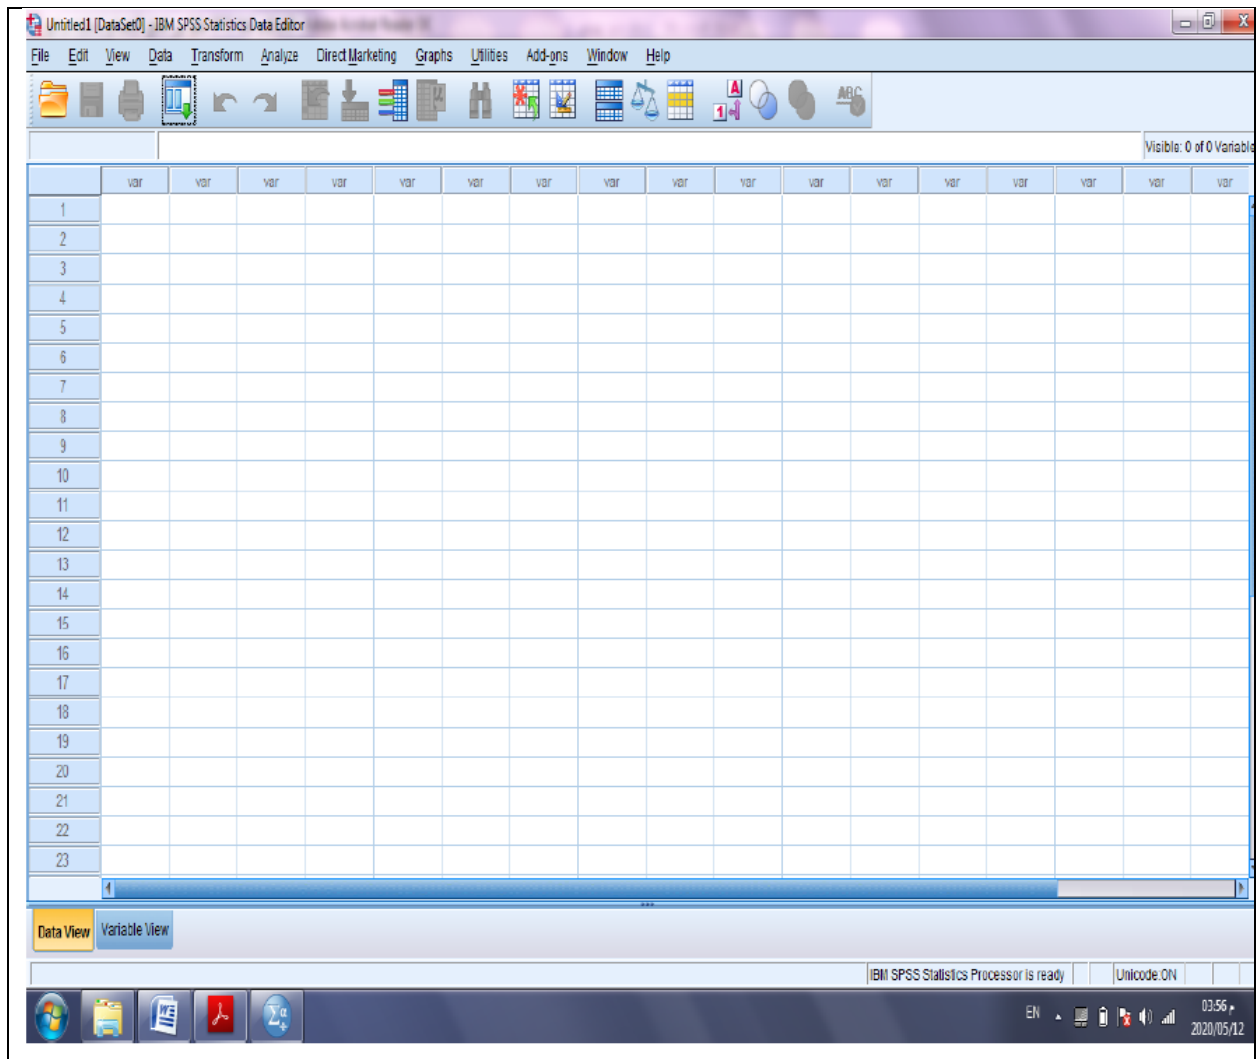 Untitled1 [DataSet0] - IBM SPSS Statistics Data Editor
File Edit View Data Transform Analyze Direct Marketing Graphs Utilities Add-ons Window Help
A
1
ABC
Visible: 0 of 0 Variable
var var var var var var var var var var var var var var var var var
1
2
3
4
5
6
7
8
9
10
11
12
13
14
15
16
17
18
19
20
21
22
23
Data View Variable View
IBM SPSS Statistics Processor is ready Unicode:ON
EN 03:56 م
2020/05/12